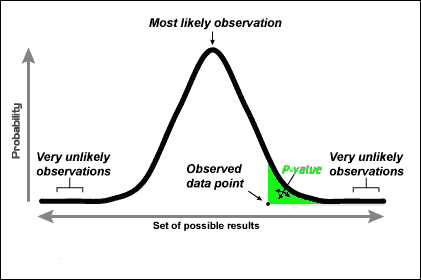 Most likely observation
Probability
Very unlikely
observations
Observed
data point
P-value
Very unlikely
observations
Set of possible results